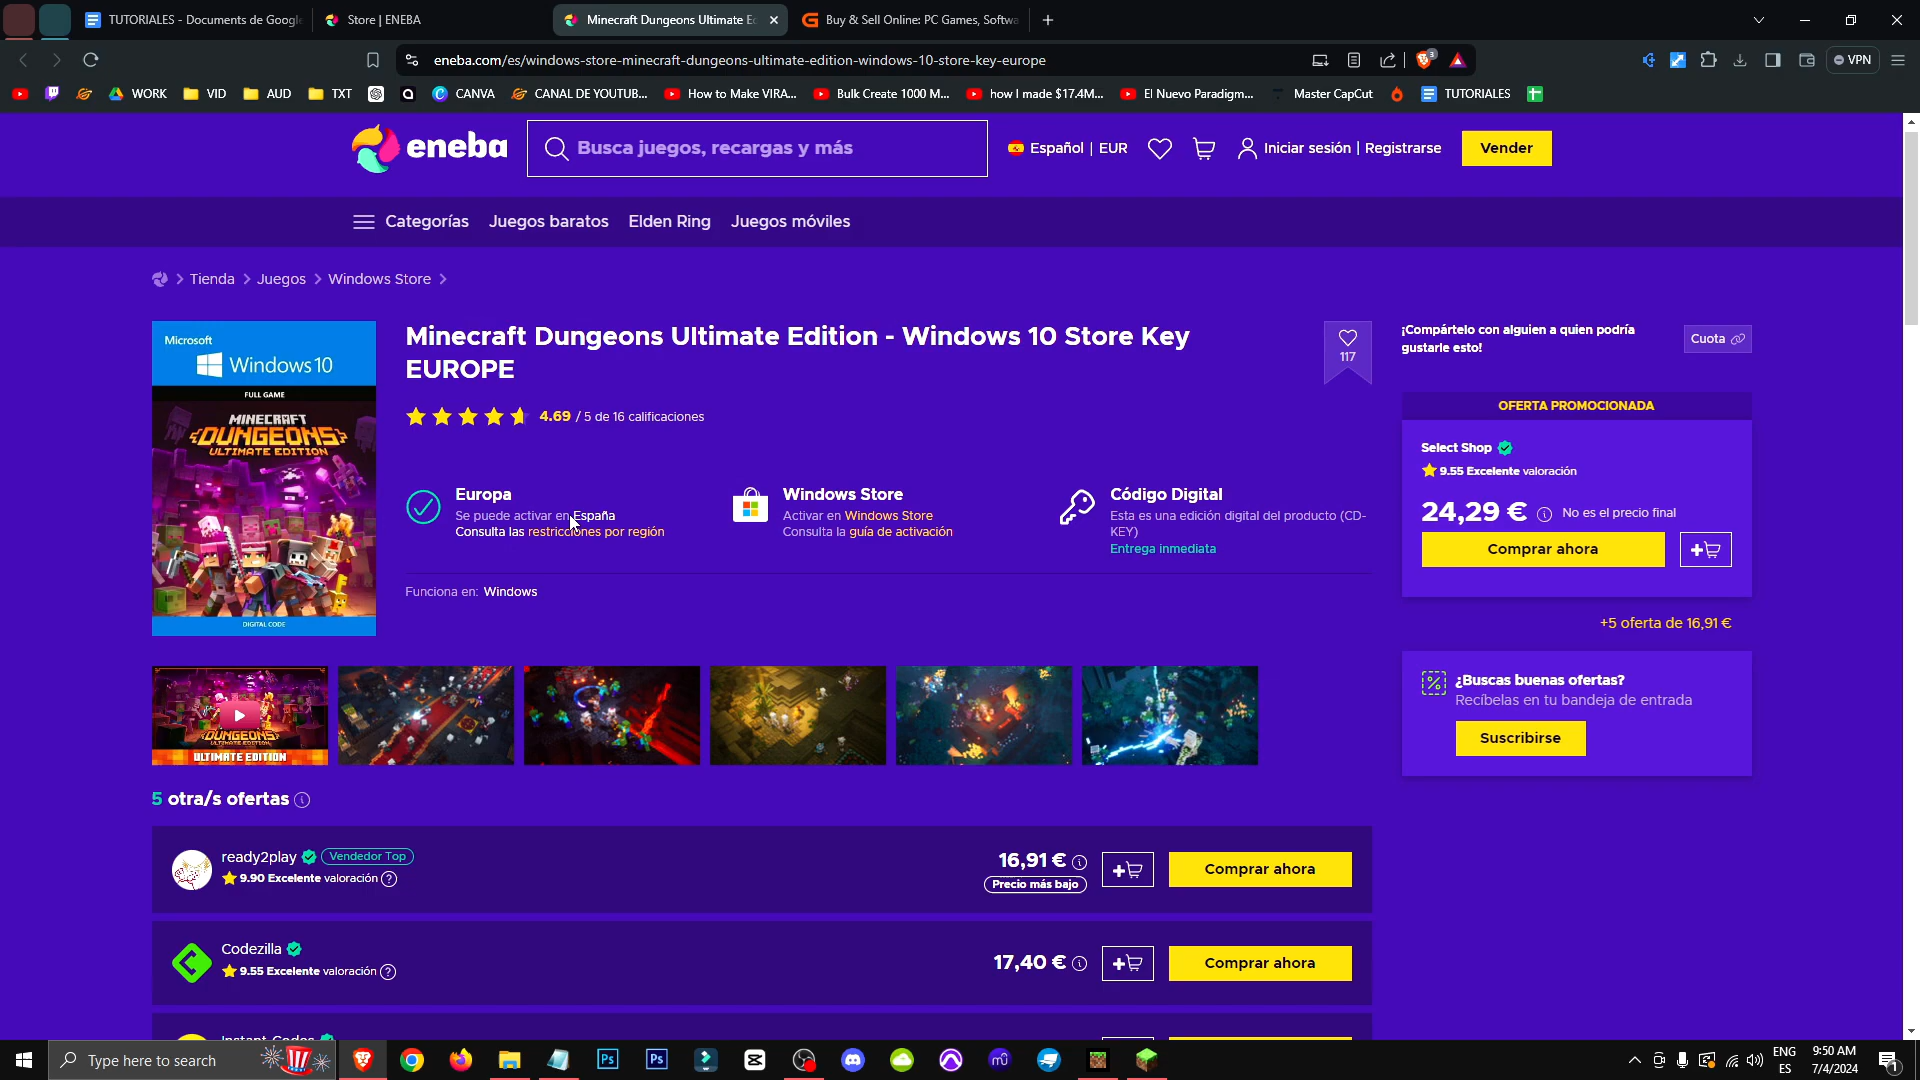 TUTORIALES - Documents de Google
Store | ENEBA
Minecraft Dungeons Ultimate E
Buy & Sell Online: PC Games, Softwa
eneba.com/es/windows-store-minecraft-dungeons-ultimate-edition-windows-10-store-key-europe
3
VPN
WORK
VID
AUD
TXT
CANVA
CANAL DE YOUTUB...
How to Make VIRA...
Bulk Create 1000 M...
how I made $17.4M...
El Nuevo Paradigm...
Master CapCut
TUTORIALES
eneba
Busca juegos, recargas y más
Español | EUR
Iniciar sesión | Registrarse
Vender
Categorías
Juegos baratos
Elden Ring
Juegos móviles
Tienda
Juegos
Windows Store
Microsoft
Windows 10
FULL GAME
MINECRAFT
DUNGEONS
ULTIMATE EDITION
DIGITAL CODE
Minecraft Dungeons Ultimate Edition - Windows 10 Store Key
EUROPE
117
4.69 / 5 de 16 calificaciones
Europa
Se puede activar en España
Consulta las restricciones por región
Windows Store
Activar en Windows Store
Consulta la guía de activación
Código Digital
Esta es una edición digital del producto (CD-
KEY)
Entrega inmediata
Funciona en: Windows
¡Compártelo con alguien a quien podría
gustarle esto!
Cuota
OFERTA PROMOCIONADA
Select Shop
9.55 Excelente valoración
24,29 €
No es el precio final
Comprar ahora
+5 oferta de 16,91 €
¿Buscas buenas ofertas?
Recíbelas en tu bandeja de entrada
Suscribirse
DUNGEONS
ULTIMATE EDITION
5 otra/s ofertas
ready2play
Vendedor Top
9.90 Excelente valoración
16,91 €
Precio más bajo
Comprar ahora
Codezilla
9.55 Excelente valoración
17,40 €
Comprar ahora
Type here to search
Ps
Ps
ENG
ES
9:50 AM
7/4/2024
1